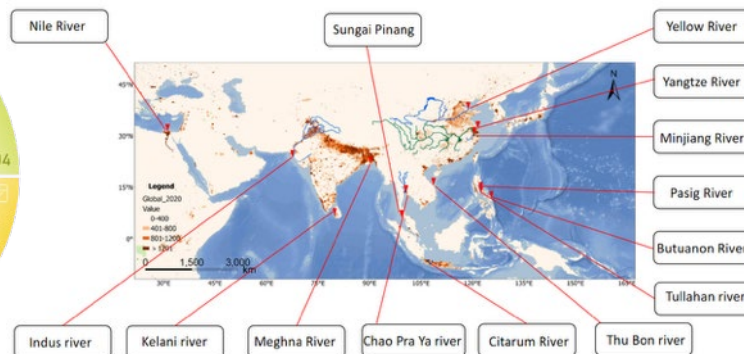 Nile River
Sungai Pinang
Yellow River
Yangtze River
Minjiang River
Pasig River
Butuanon River
Tullahan river
Thu Bon river
Citarum River
Chao Pra Ya river
Meghna River
Kelani river
Indus river
N
45°N
30°N
15°N
0°
Legend
Global_2020
Value
0-400
401-800
801-1200
> 1201
0 1,500 3,000
km
30°E 45°E 60°E 75°E 90°E 105°E 120°E 135°E 150°E 165°E